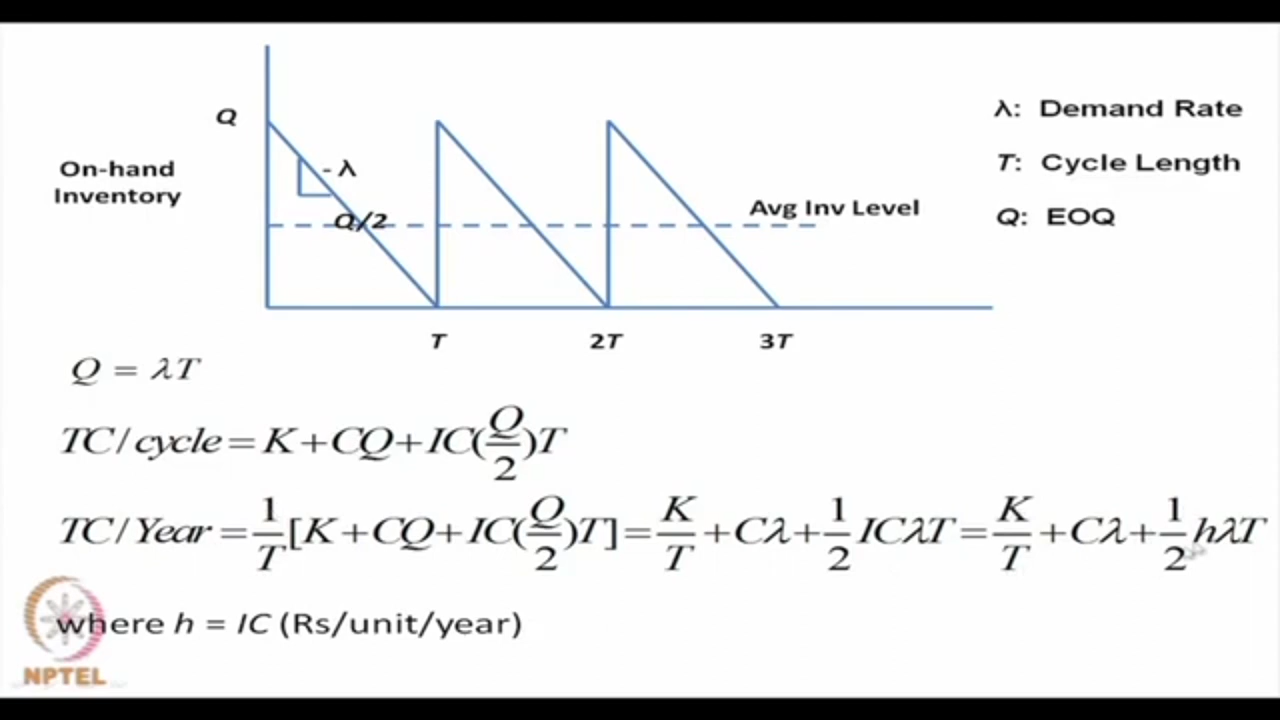 Q
On-hand
Inventory
- λ
Q/2
Avg Inv Level
T
2T
3T
λ: Demand Rate
T: Cycle Length
Q: EOQ
Q = λT
TC / cycle = K + CQ + IC(Q/2)T
TC / Year = 1/T[K + CQ + IC(Q/2)T] = K/T + Cλ + 1/2 ICλT = K/T + Cλ + 1/2 hλT
where h = IC (Rs/unit/year)
NPTEL